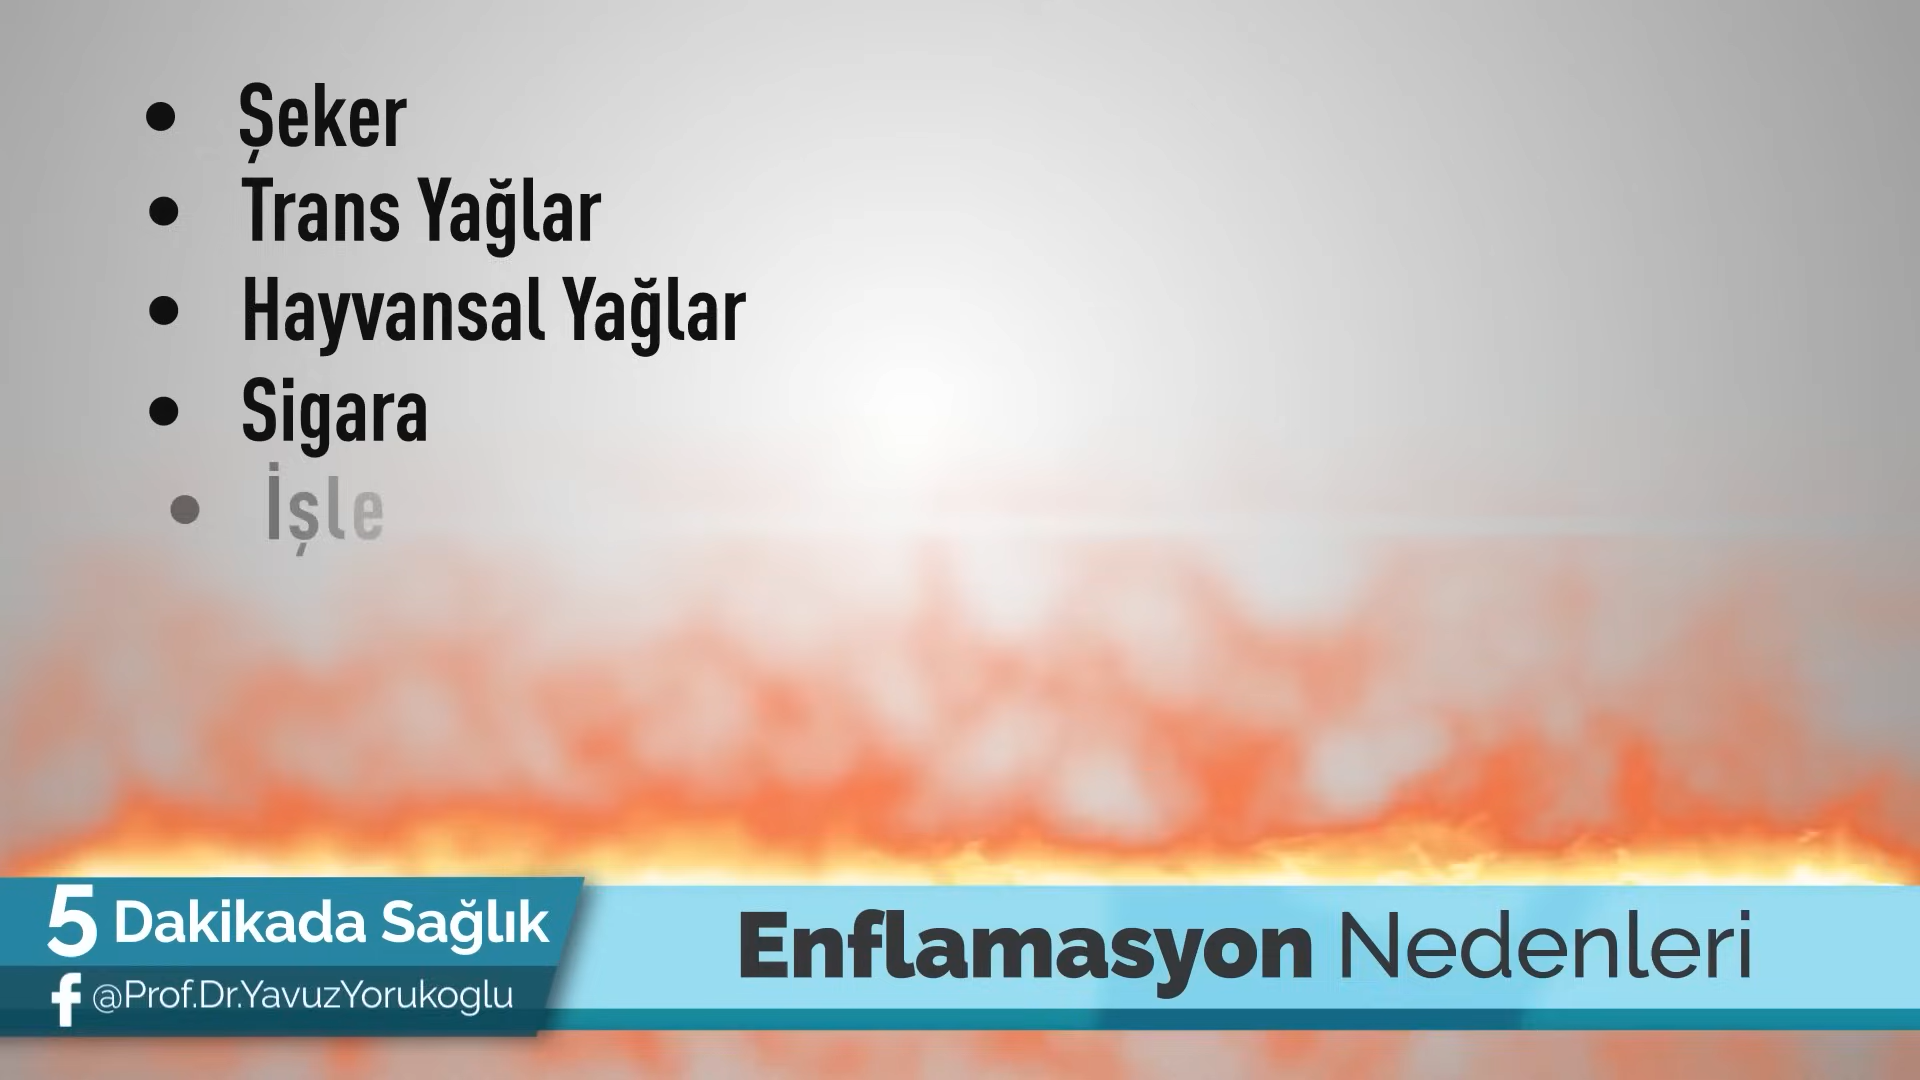 • Şeker
• Trans Yağlar
• Hayvansal Yağlar
• Sigara
• İşle
5 Dakikada Sağlık
@Prof.Dr.YavuzYorukoglu
Enflamasyon Nedenleri